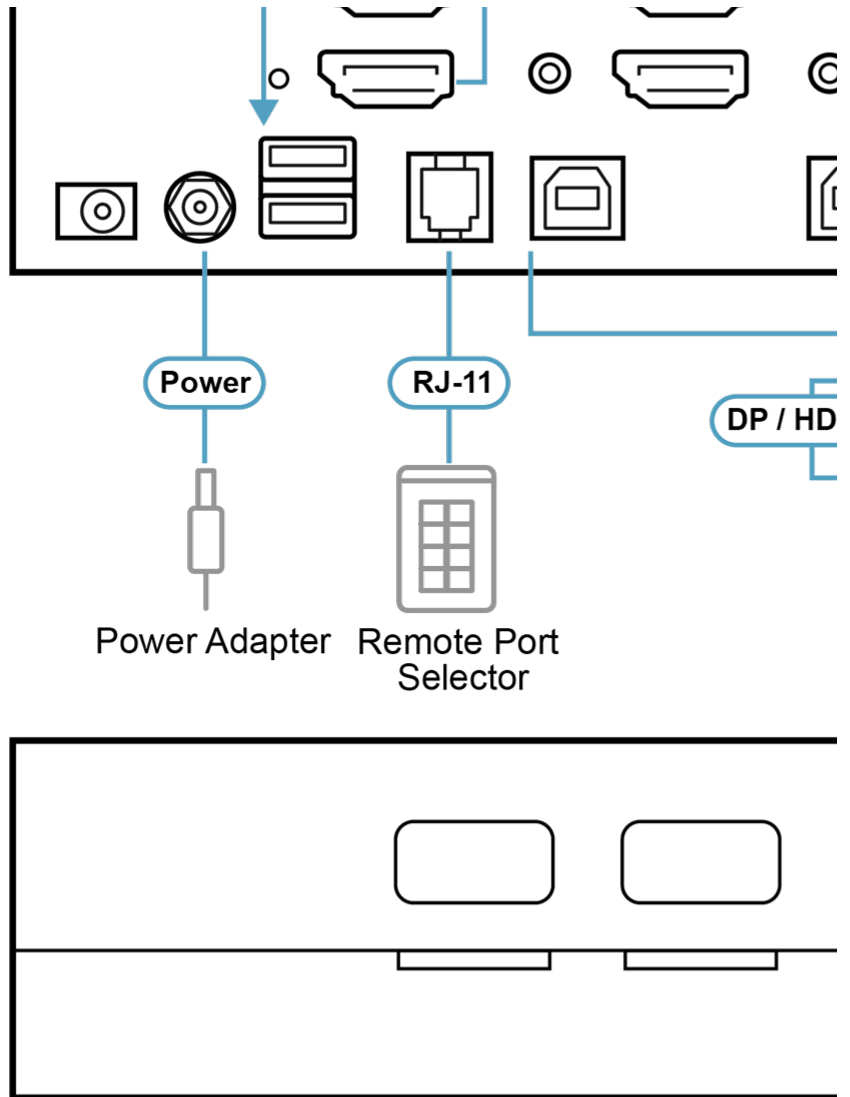 Power
RJ-11
DP / HD
Power Adapter
Remote Port
Selector